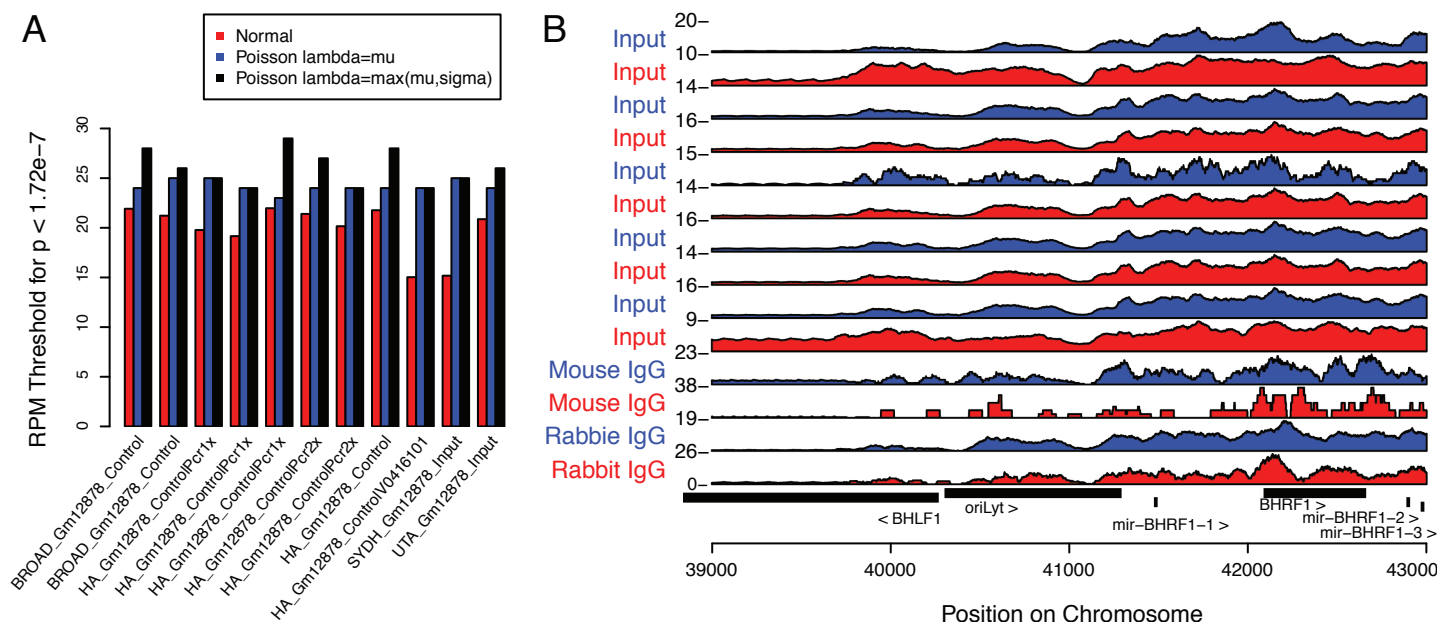 A
Normal
Poisson lambda=mu
Poisson lambda=max(mu,sigma)
RPM Threshold for p < 1.72e-7
0
5
10
15
20
25
30
BROAD_Gm12878_Control
BROAD_Gm12878_Control
HA_Gm12878_ControlPcr1x
HA_Gm12878_ControlPcr1x
HA_Gm12878_ControlPcr1x
HA_Gm12878_ControlPcr2x
HA_Gm12878_ControlPcr2x
HA_Gm12878_Control
HA_Gm12878_ControlV0416101
SYDH_Gm12878_Input
UTA_Gm12878_Input
B
20–
Input
10–
Input
14–
Input
16–
Input
15–
Input
14–
Input
16–
Input
14–
Input
16–
Input
9–
Input
23–
Mouse IgG
38–
Mouse IgG
19–
Rabbie IgG
26–
Rabbit IgG
0–
< BHLF1
oriLyt >
mir–BHRF1–1 >
BHRF1 >
mir–BHRF1–2 >
mir–BHRF1–3 >
39000
40000
41000
42000
43000
Position on Chromosome